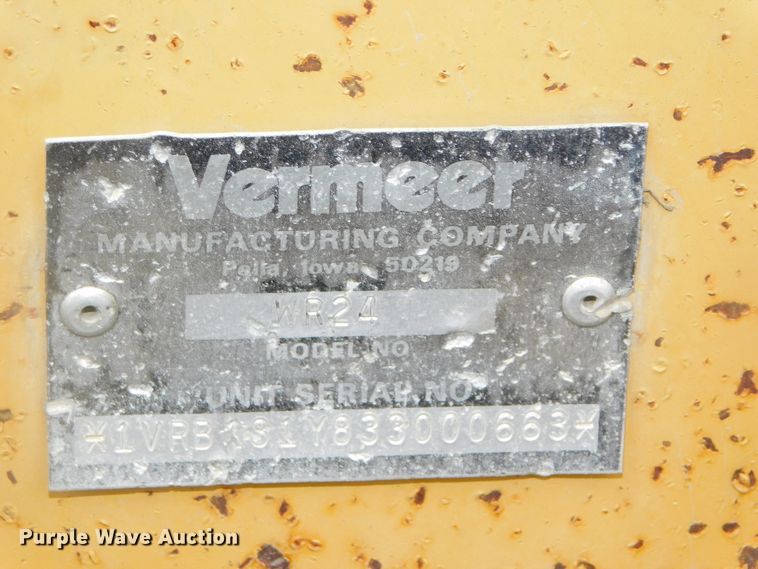 Vermeer
MANUFACTURING COMPANY
Pella, Iowa 50219
WR24
MODEL NO
UNIT SERIAL NO.
*1VRB181Y833000663*
Purple Wave Auction